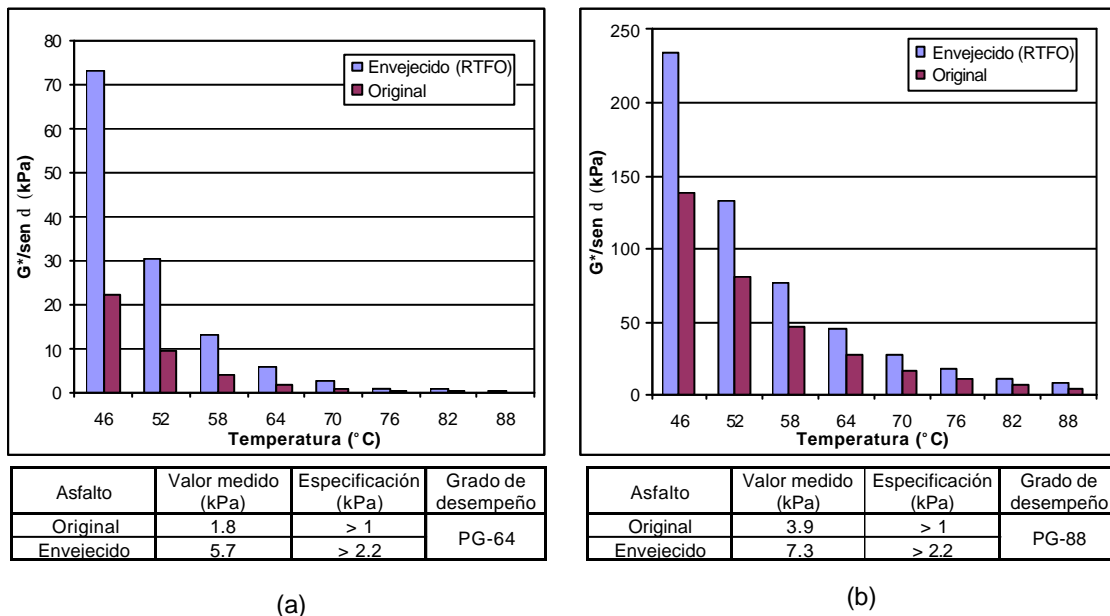 80
70
60
50
40
30
20
10
0
G*/sen d (kPa)
Envejecido (RTFO)
Original
46 52 58 64 70 76 82 88
Temperatura (°C)
Asfalto Valor medido (kPa) Especificación (kPa) Grado de desempeño
Original 1.8 > 1 PG-64
Envejecido 5.7 > 2.2
(a)
250
200
150
100
50
0
G*/sen d (kPa)
Envejecido (RTFO)
Original
46 52 58 64 70 76 82 88
Temperatura (°C)
Asfalto Valor medido (kPa) Especificación (kPa) Grado de desempeño
Original 3.9 > 1 PG-88
Envejecido 7.3 > 2.2
(b)